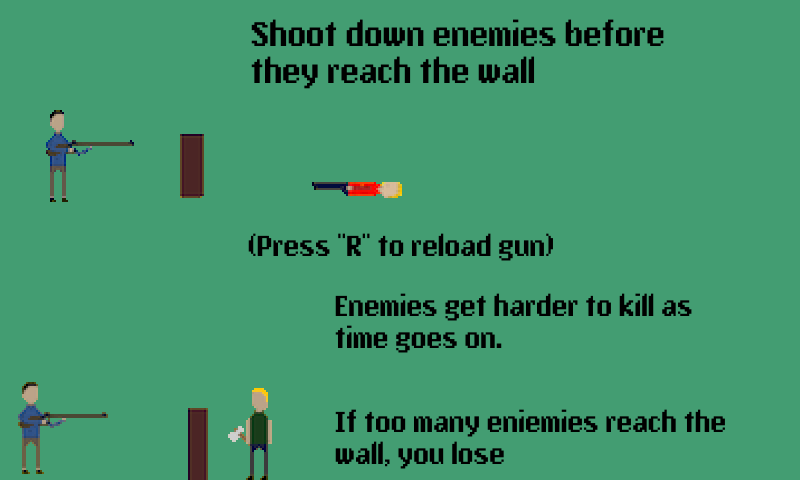 Shoot down enemies before
they reach the wall
(Press "R" to reload gun)
Enemies get harder to kill as
time goes on.
If too many eniemies reach the
wall, you lose